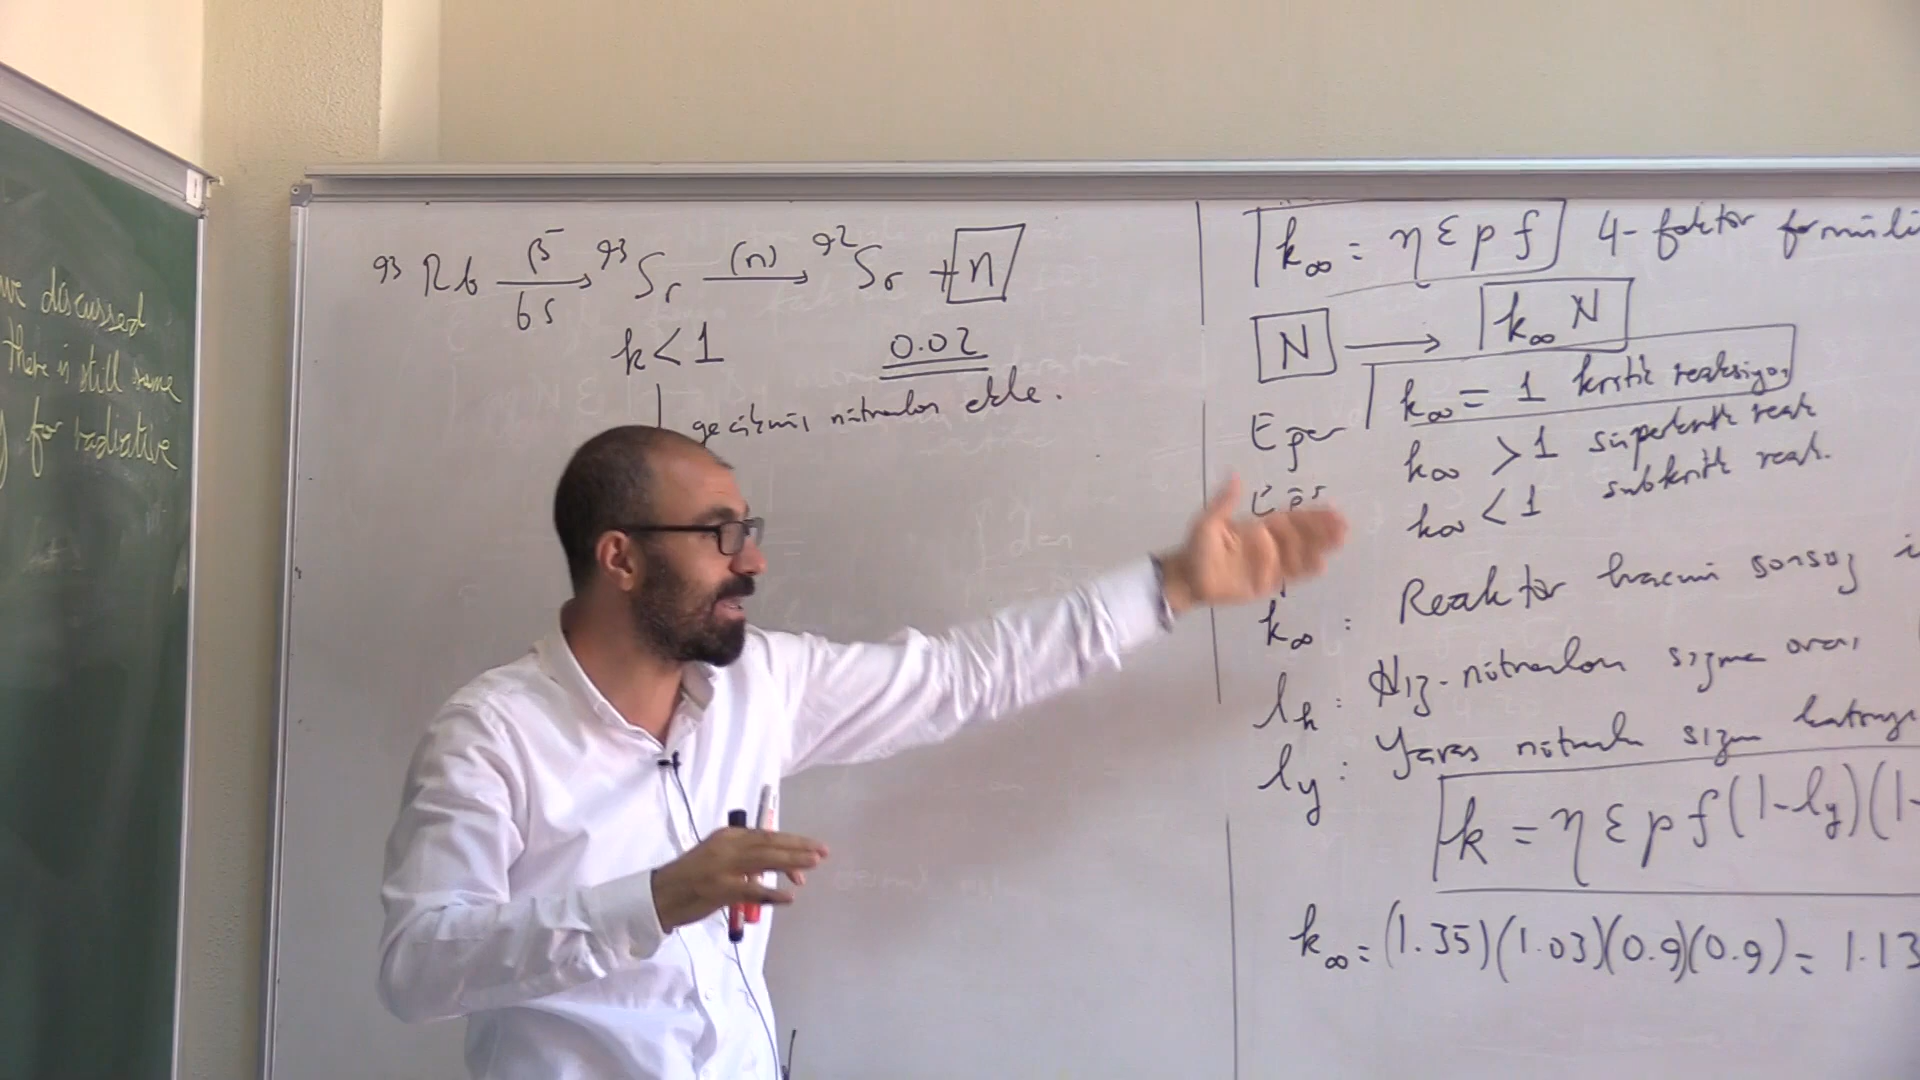 we discussed
there is still some
for radiative
⁹³Rb β⁻ → 6s ⁹³Sr (n) → ⁹²Sr + n
k < 1 0.02
gecikmiş nötronlar ekle.
k∞ = η ε p f 4-faktör formülü
N → k∞ N
Eğer k∞ = 1 kritik reaksiyon
k∞ > 1 süperkritik reak
k∞ < 1 subkritik reak.
k∞ : Reaktör hacmi sonsuz
lh : Hız. nötronların sızma oranı
ly : Yavaş nötron sızma
k = η ε p f (1-ly)(1-
k∞ = (1.35)(1.03)(0.9)(0.9) = 1.13